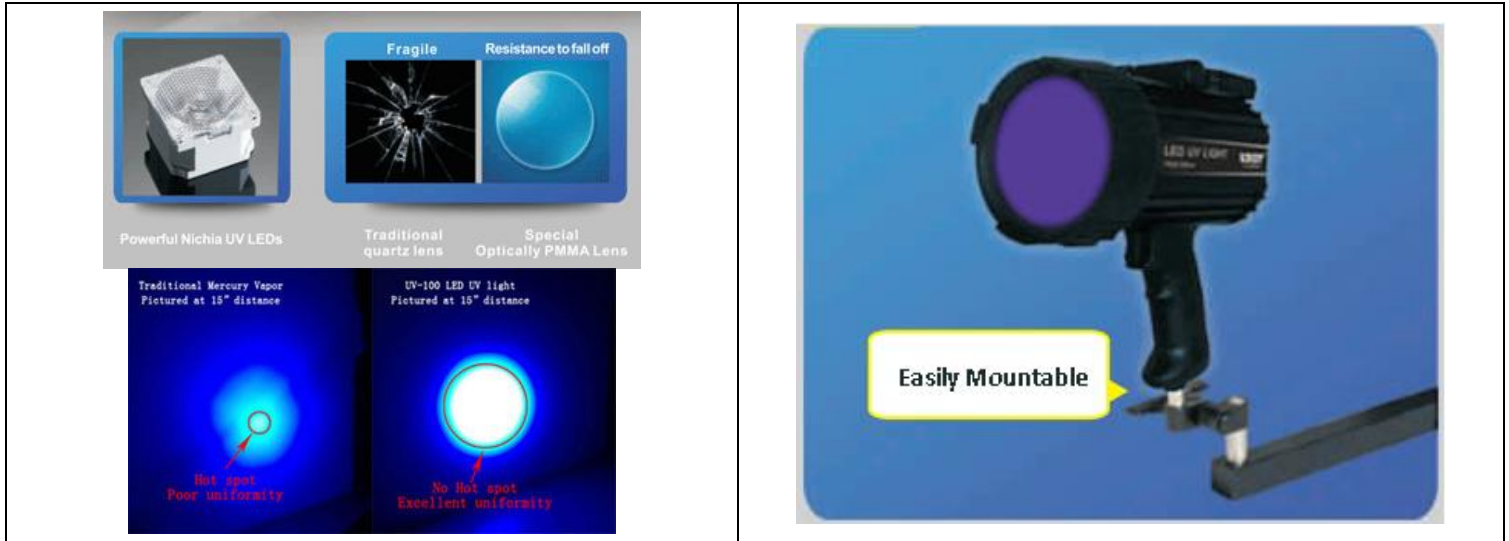 Fragile
Resistance to fall off
Powerful Nichia UV LEDs
Traditional
quartz lens
Special
Optically PMMA Lens
Traditional Mercury Vapor
Pictured at 15" distance
Hot spot
Poor uniformity
UV-100 LED UV light
Pictured at 15" distance
No Hot spot
Excellent uniformity
LED UV LIGHT
Easily Mountable